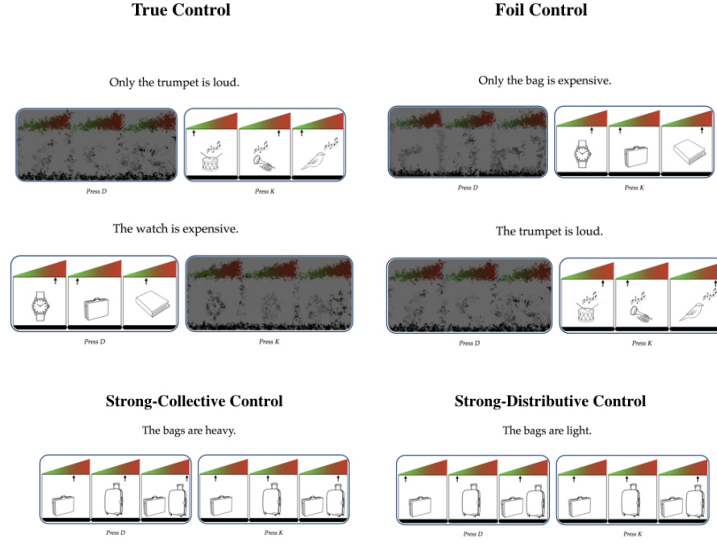 True Control
Foil Control
Only the trumpet is loud.
Only the bag is expensive.
Press D
Press K
Press D
Press K
The watch is expensive.
The trumpet is loud.
Press D
Press K
Press D
Press K
Strong-Collective Control
Strong-Distributive Control
The bags are heavy.
The bags are light.
Press D
Press K
Press D
Press K